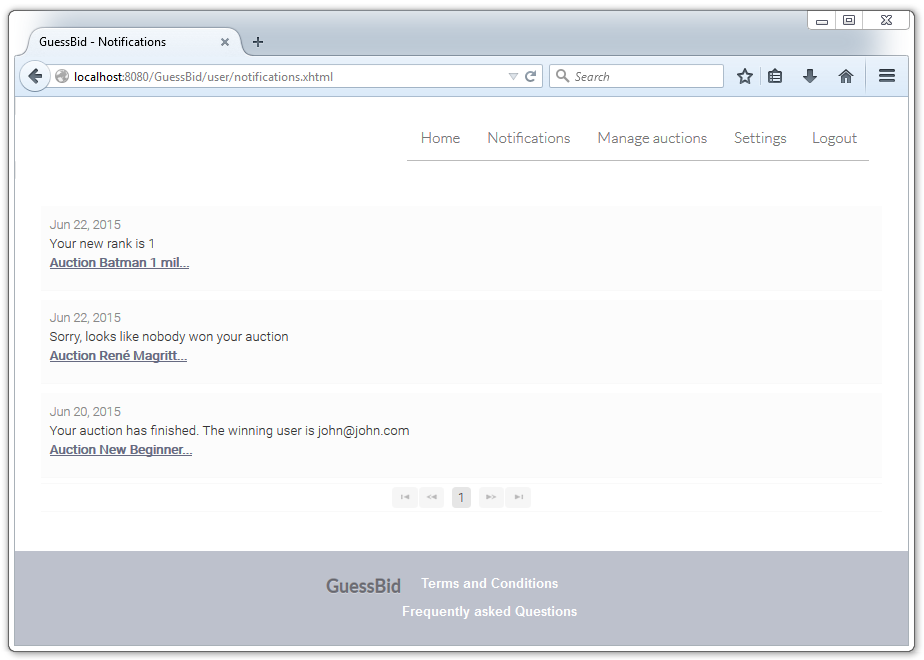 GuessBid - Notifications
localhost:8080/GuessBid/user/notifications.xhtml
Search
Home Notifications Manage auctions Settings Logout
Jun 22, 2015
Your new rank is 1
Auction Batman 1 mil...
Jun 22, 2015
Sorry, looks like nobody won your auction
Auction René Magritt...
Jun 20, 2015
Your auction has finished. The winning user is john@john.com
Auction New Beginner...
1
GuessBid Terms and Conditions
Frequently asked Questions